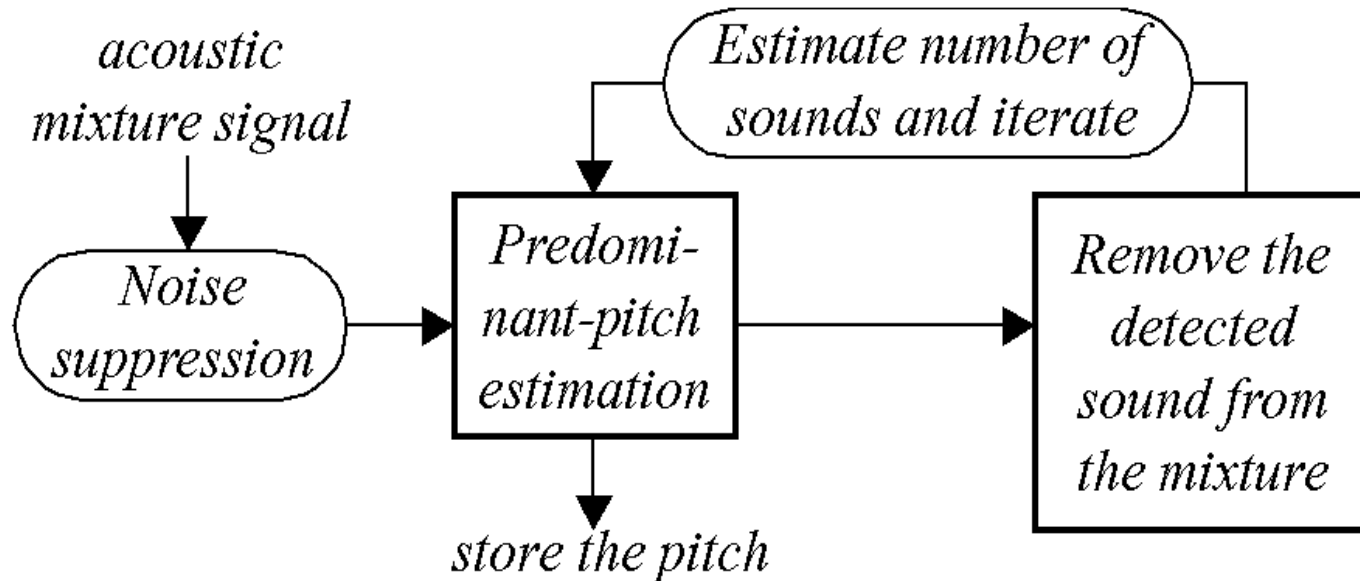 acoustic
mixture signal
Noise
suppression
Estimate number of
sounds and iterate
Predomi-
nant-pitch
estimation
store the pitch
Remove the
detected
sound from
the mixture